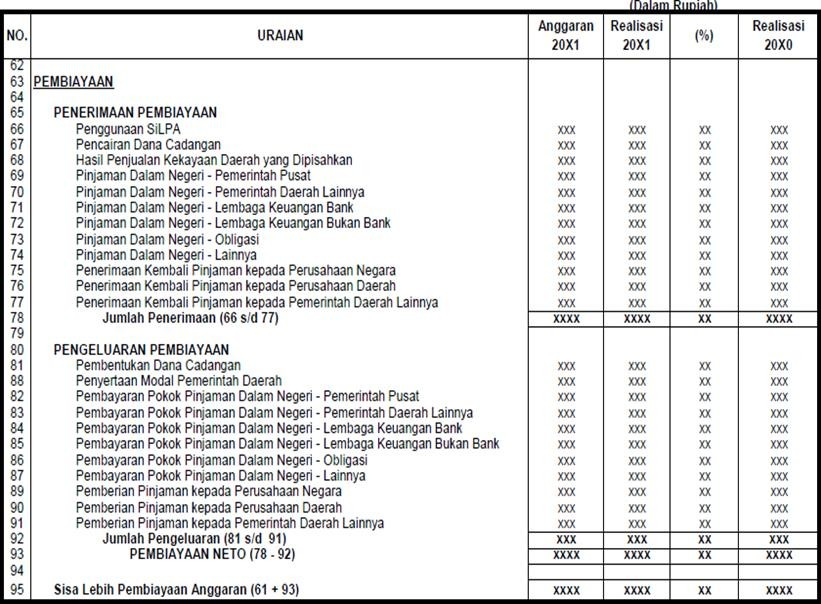 (Dalam Rupiah)
NO. URAIAN Anggaran 20X1 Realisasi 20X1 (%) Realisasi 20X0
62
63 PEMBIAYAAN
64
65 PENERIMAAN PEMBIAYAAN
66 Penggunaan SiLPA xxx xxx xx xxx
67 Pencairan Dana Cadangan xxx xxx xx xxx
68 Hasil Penjualan Kekayaan Daerah yang Dipisahkan xxx xxx xx xxx
69 Pinjaman Dalam Negeri - Pemerintah Pusat xxx xxx xx xxx
70 Pinjaman Dalam Negeri - Pemerintah Daerah Lainnya xxx xxx xx xxx
71 Pinjaman Dalam Negeri - Lembaga Keuangan Bank xxx xxx xx xxx
72 Pinjaman Dalam Negeri - Lembaga Keuangan Bukan Bank xxx xxx xx xxx
73 Pinjaman Dalam Negeri - Obligasi xxx xxx xx xxx
74 Pinjaman Dalam Negeri - Lainnya xxx xxx xx xxx
75 Penerimaan Kembali Pinjaman kepada Perusahaan Negara xxx xxx xx xxx
76 Penerimaan Kembali Pinjaman kepada Perusahaan Daerah xxx xxx xx xxx
77 Penerimaan Kembali Pinjaman kepada Pemerintah Daerah Lainnya xxx xxx xx xxx
78 Jumlah Penerimaan (66 s/d 77) xxxx xxxx xx xxxx
79
80 PENGELUARAN PEMBIAYAAN
81 Pembentukan Dana Cadangan xxx xxx xx xxx
88 Penyertaan Modal Pemerintah Daerah xxx xxx xx xxx
82 Pembayaran Pokok Pinjaman Dalam Negeri - Pemerintah Pusat xxx xxx xx xxx
83 Pembayaran Pokok Pinjaman Dalam Negeri - Pemerintah Daerah Lainnya xxx xxx xx xxx
84 Pembayaran Pokok Pinjaman Dalam Negeri - Lembaga Keuangan Bank xxx xxx xx xxx
85 Pembayaran Pokok Pinjaman Dalam Negeri - Lembaga Keuangan Bukan Bank xxx xxx xx xxx
86 Pembayaran Pokok Pinjaman Dalam Negeri - Obligasi xxx xxx xx xxx
87 Pembayaran Pokok Pinjaman Dalam Negeri - Lainnya xxx xxx xx xxx
89 Pemberian Pinjaman kepada Perusahaan Negara xxx xxx xx xxx
90 Pemberian Pinjaman kepada Perusahaan Daerah xxx xxx xx xxx
91 Pemberian Pinjaman kepada Pemerintah Daerah Lainnya xxx xxx xx xxx
92 Jumlah Pengeluaran (81 s/d 91) xxx xxx xx xxx
93 PEMBIAYAAN NETO (78 - 92) xxxx xxxx xx xxxx
94
95 Sisa Lebih Pembiayaan Anggaran (61 + 93) xxxx xxxx xx xxxx